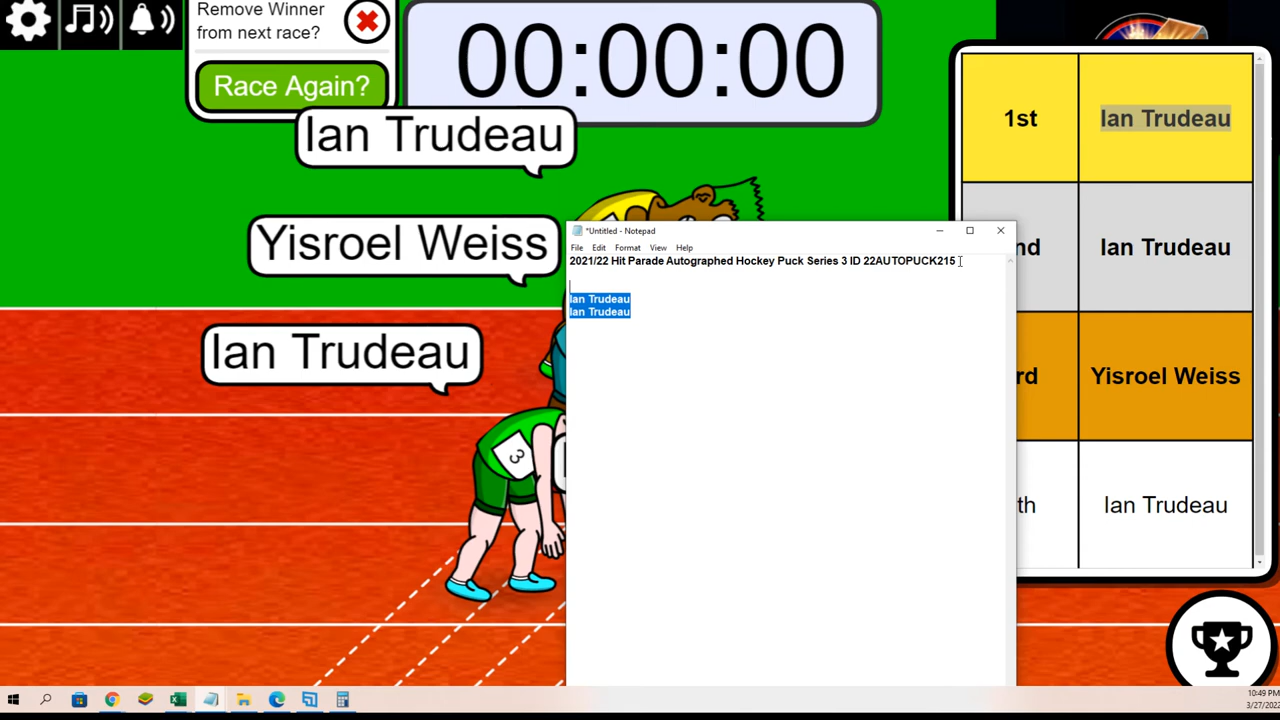 Remove Winner
from next race?
Race Again?
00:00:00
Ian Trudeau
Yisroel Weiss
Ian Trudeau
3
*Untitled - Notepad
File Edit Format View Help
2021/22 Hit Parade Autographed Hockey Puck Series 3 ID 22AUTOPUCK215
Ian Trudeau
Ian Trudeau
1st Ian Trudeau
nd Ian Trudeau
rd Yisroel Weiss
th Ian Trudeau
10:49 PM
3/27/2022